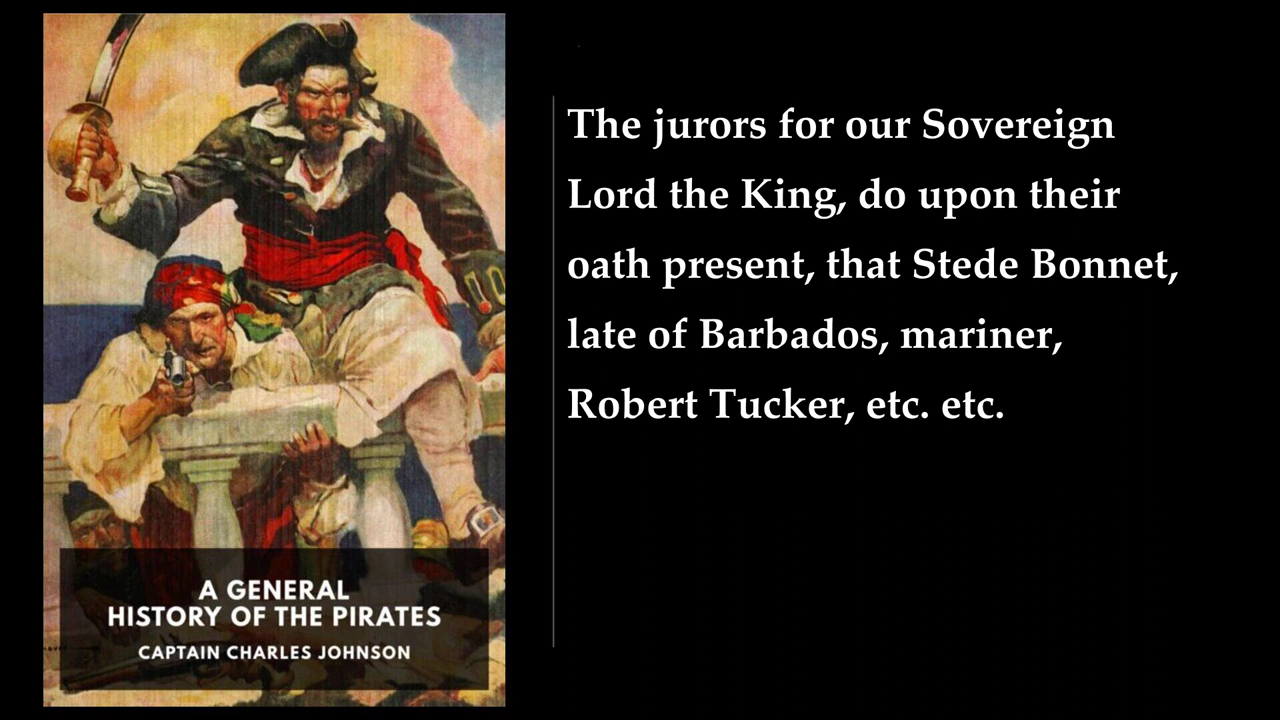 The jurors for our Sovereign
Lord the King, do upon their
oath present, that Stede Bonnet,
late of Barbados, mariner,
Robert Tucker, etc. etc.
A GENERAL
HISTORY OF THE PIRATES
CAPTAIN CHARLES JOHNSON